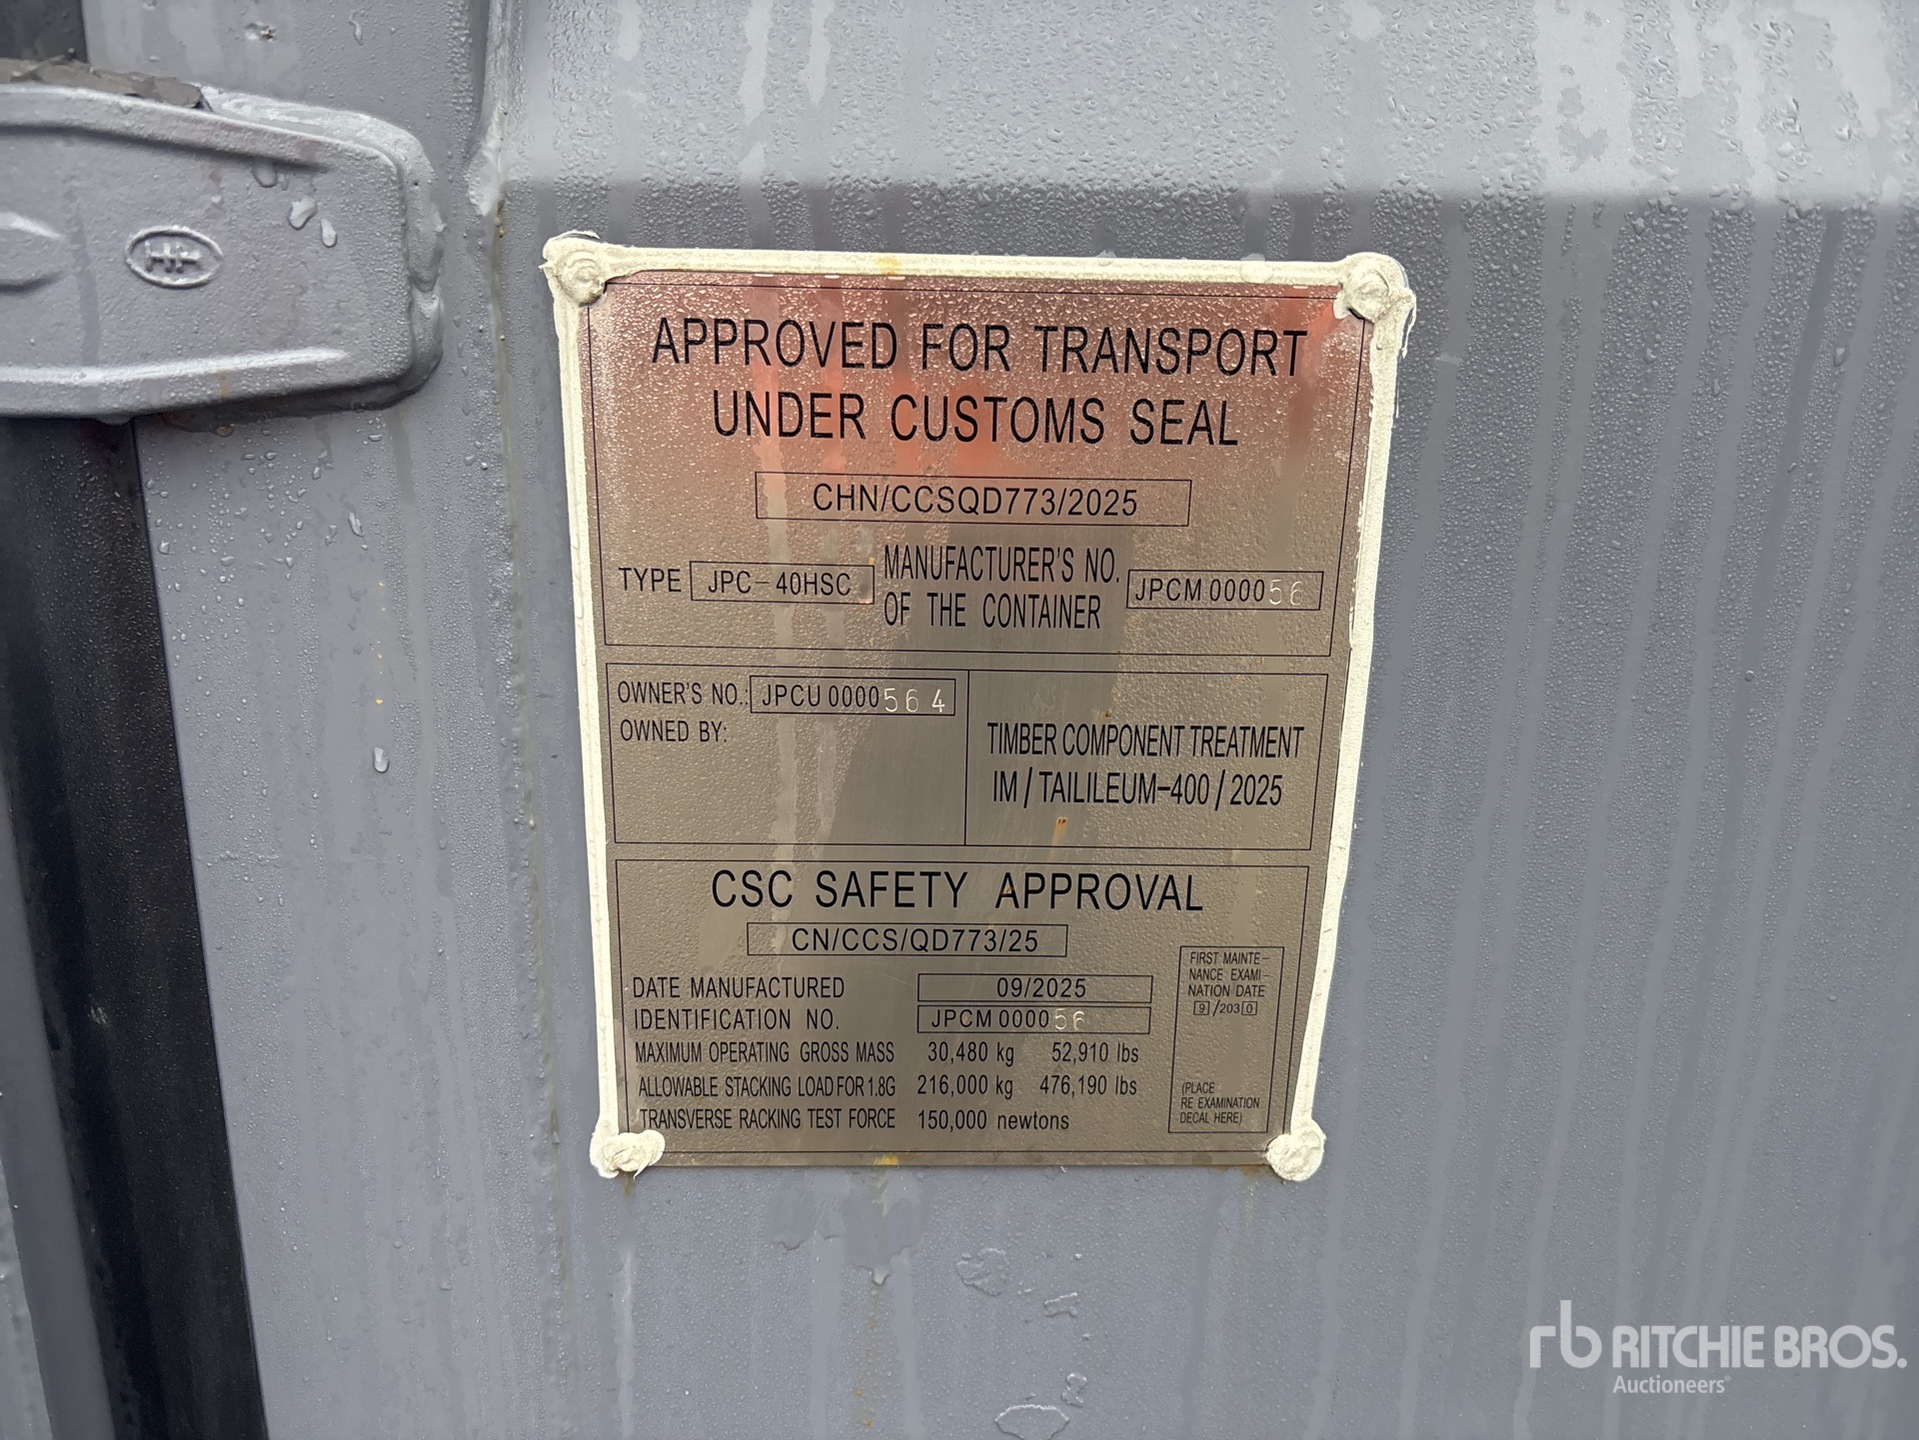 HH
APPROVED FOR TRANSPORT
UNDER CUSTOMS SEAL
CHN/CCSQD773/2025
TYPE JPC-40HSC MANUFACTURER'S NO. OF THE CONTAINER JPCM 000056
OWNER'S NO.: JPCU 0000564
OWNED BY:
TIMBER COMPONENT TREATMENT
IM / TAILILEUM-400 / 2025
CSC SAFETY APPROVAL
CN/CCS/QD773/25
DATE MANUFACTURED 09/2025
IDENTIFICATION NO. JPCM 000056
MAXIMUM OPERATING GROSS MASS 30,480 kg 52,910 lbs
ALLOWABLE STACKING LOAD FOR 1.8G 216,000 kg 476,190 lbs
TRANSVERSE RACKING TEST FORCE 150,000 newtons
FIRST MAINTE-
NANCE EXAMI-
NATION DATE
9/2030
(PLACE
RE EXAMINATION
DECAL HERE)
rb RITCHIE BROS.
Auctioneers